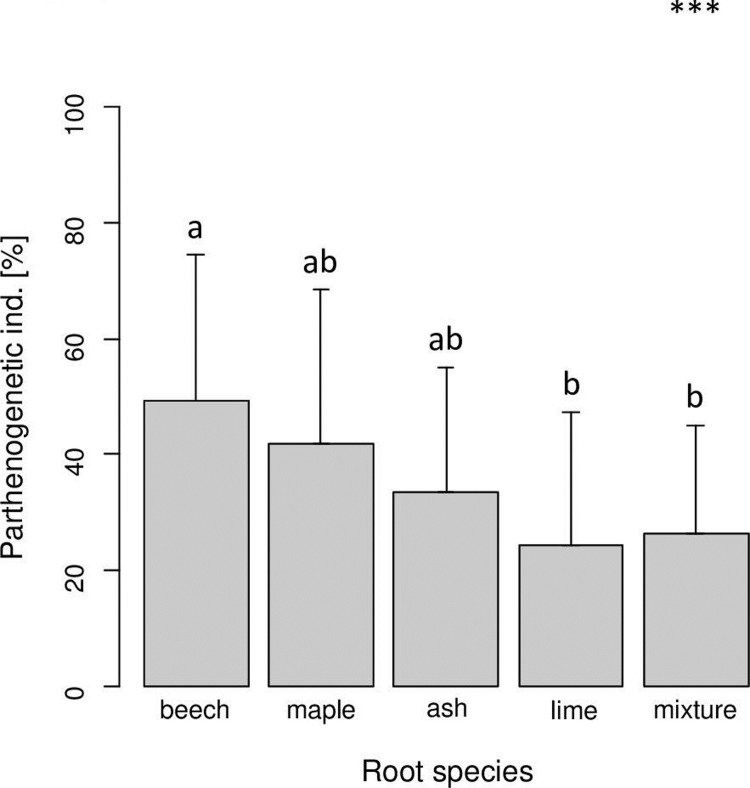 ***
Parthenogenetic ind. [%]
100
80
60
40
20
0
a
ab
ab
b
b
beech maple ash lime mixture
Root species